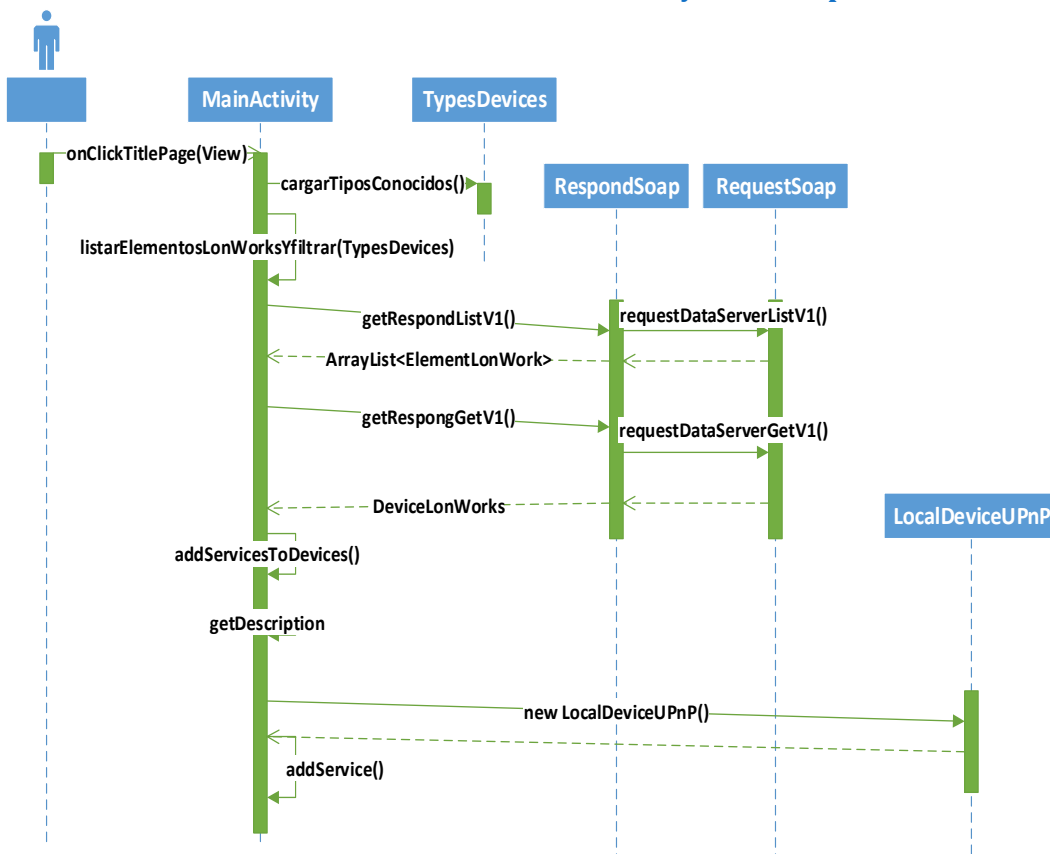 MainActivity
TypesDevices
onClickTitlePage(View)
cargarTiposConocidos()
RespondSoap
RequestSoap
listarElementosLonWorksYfiltrar(TypesDevices)
getRespondListV1()
requestDataServerListV1()
ArrayList<ElementLonWork>
getRespongGetV1()
requestDataServerGetV1()
DeviceLonWorks
LocalDeviceUPnP
addServicesToDevices()
getDescription
new LocalDeviceUPnP()
addService()